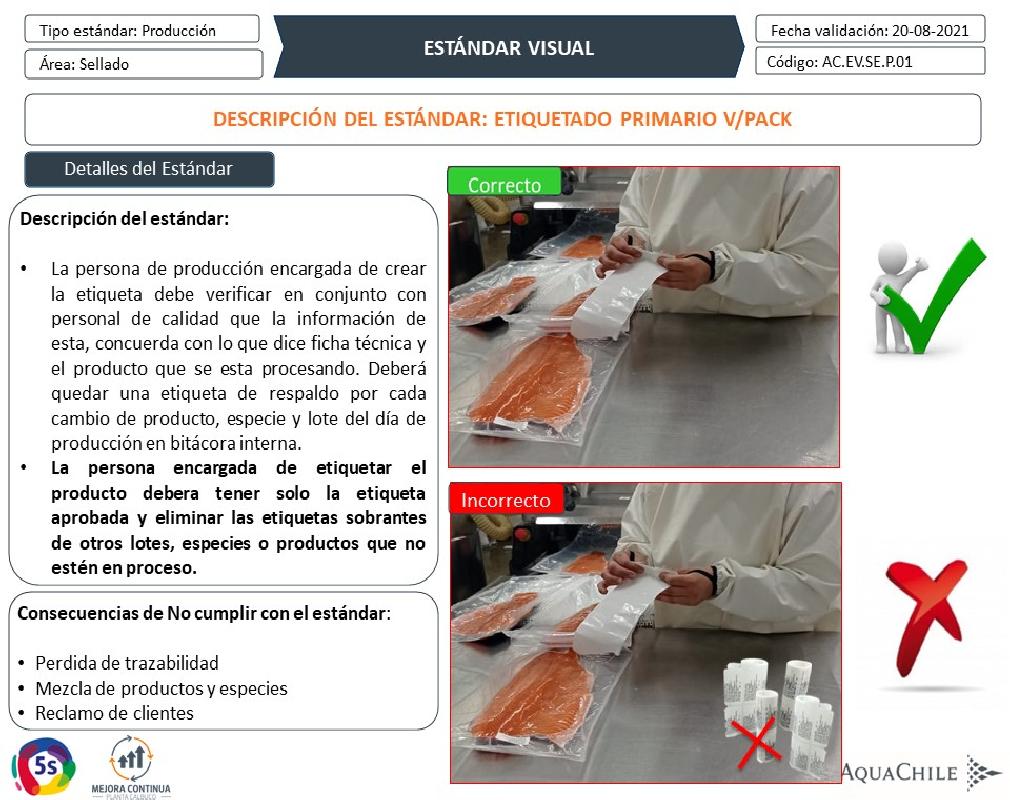 Tipo estándar: Producción
Área: Sellado
ESTÁNDAR VISUAL
Fecha validación: 20-08-2021
Código: AC.EV.SE.P.01
DESCRIPCIÓN DEL ESTÁNDAR: ETIQUETADO PRIMARIO V/PACK
Detalles del Estándar
Descripción del estándar:
• La persona de producción encargada de crear
la etiqueta debe verificar en conjunto con
personal de calidad que la información de
esta, concuerda con lo que dice ficha técnica y
el producto que se esta procesando. Deberá
quedar una etiqueta de respaldo por cada
cambio de producto, especie y lote del día de
producción en bitácora interna.
• La persona encargada de etiquetar el
producto debera tener solo la etiqueta
aprobada y eliminar las etiquetas sobrantes
de otros lotes, especies o productos que no
estén en proceso.
Consecuencias de No cumplir con el estándar:
• Perdida de trazabilidad
• Mezcla de productos y especies
• Reclamo de clientes
Correcto
Incorrecto
5s
MEJORA CONTINUA
PLANTA CALBUCO
AQUACHILE